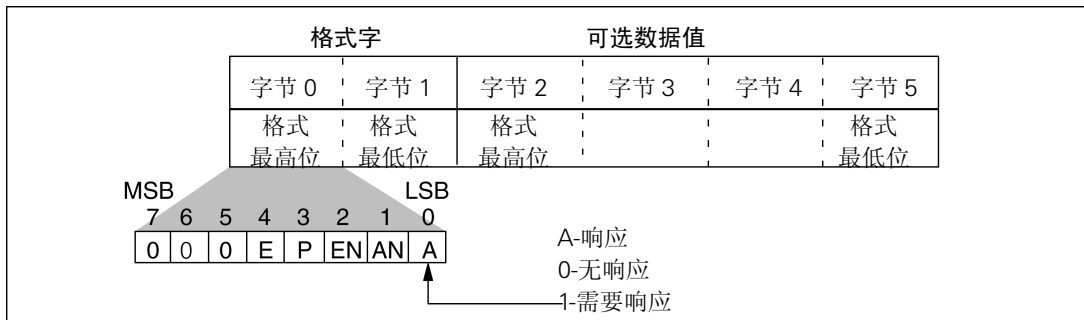 格式字 可选数据值
字节 0 字节 1 字节 2 字节 3 字节 4 字节 5
格式 格式 格式 格式
最高位 最低位 最高位 最低位
MSB LSB
7 6 5 4 3 2 1 0
0 0 0 E P EN AN A
A-响应
0-无响应
1-需要响应